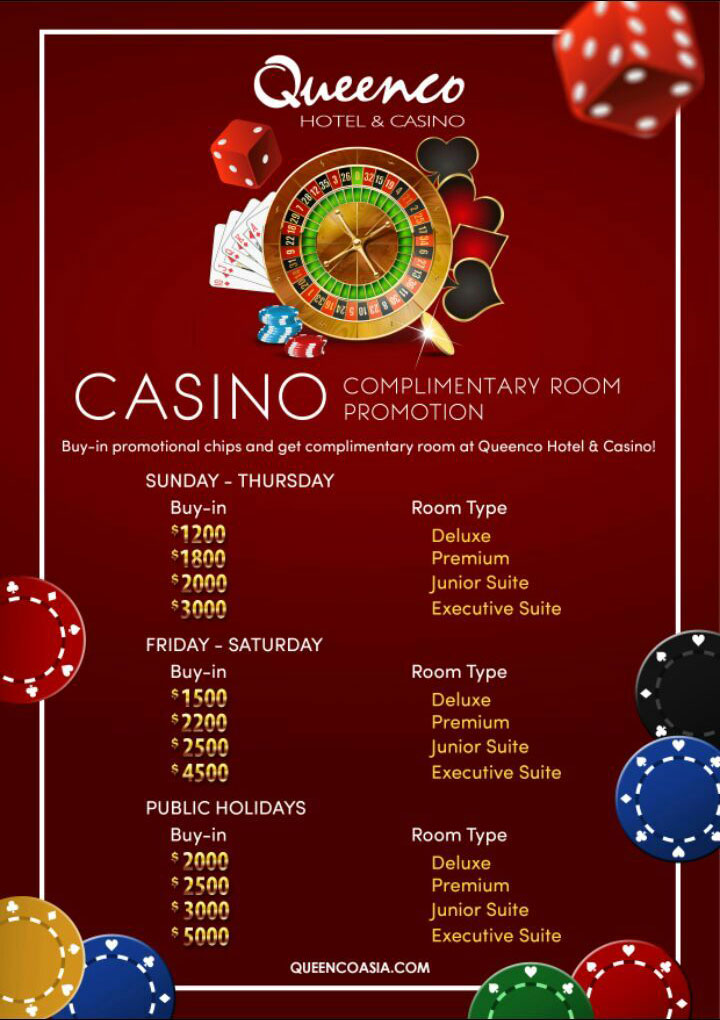 Queenco
HOTEL & CASINO
CASINO COMPLIMENTARY ROOM
PROMOTION
Buy-in promotional chips and get complimentary room at Queenco Hotel & Casino!
SUNDAY - THURSDAY
Buy-in Room Type
$1200 Deluxe
$1800 Premium
$2000 Junior Suite
$3000 Executive Suite
FRIDAY - SATURDAY
Buy-in Room Type
$1500 Deluxe
$2200 Premium
$2500 Junior Suite
$4500 Executive Suite
PUBLIC HOLIDAYS
Buy-in Room Type
$2000 Deluxe
$2500 Premium
$3000 Junior Suite
$5000 Executive Suite
QUEENCOASIA.COM